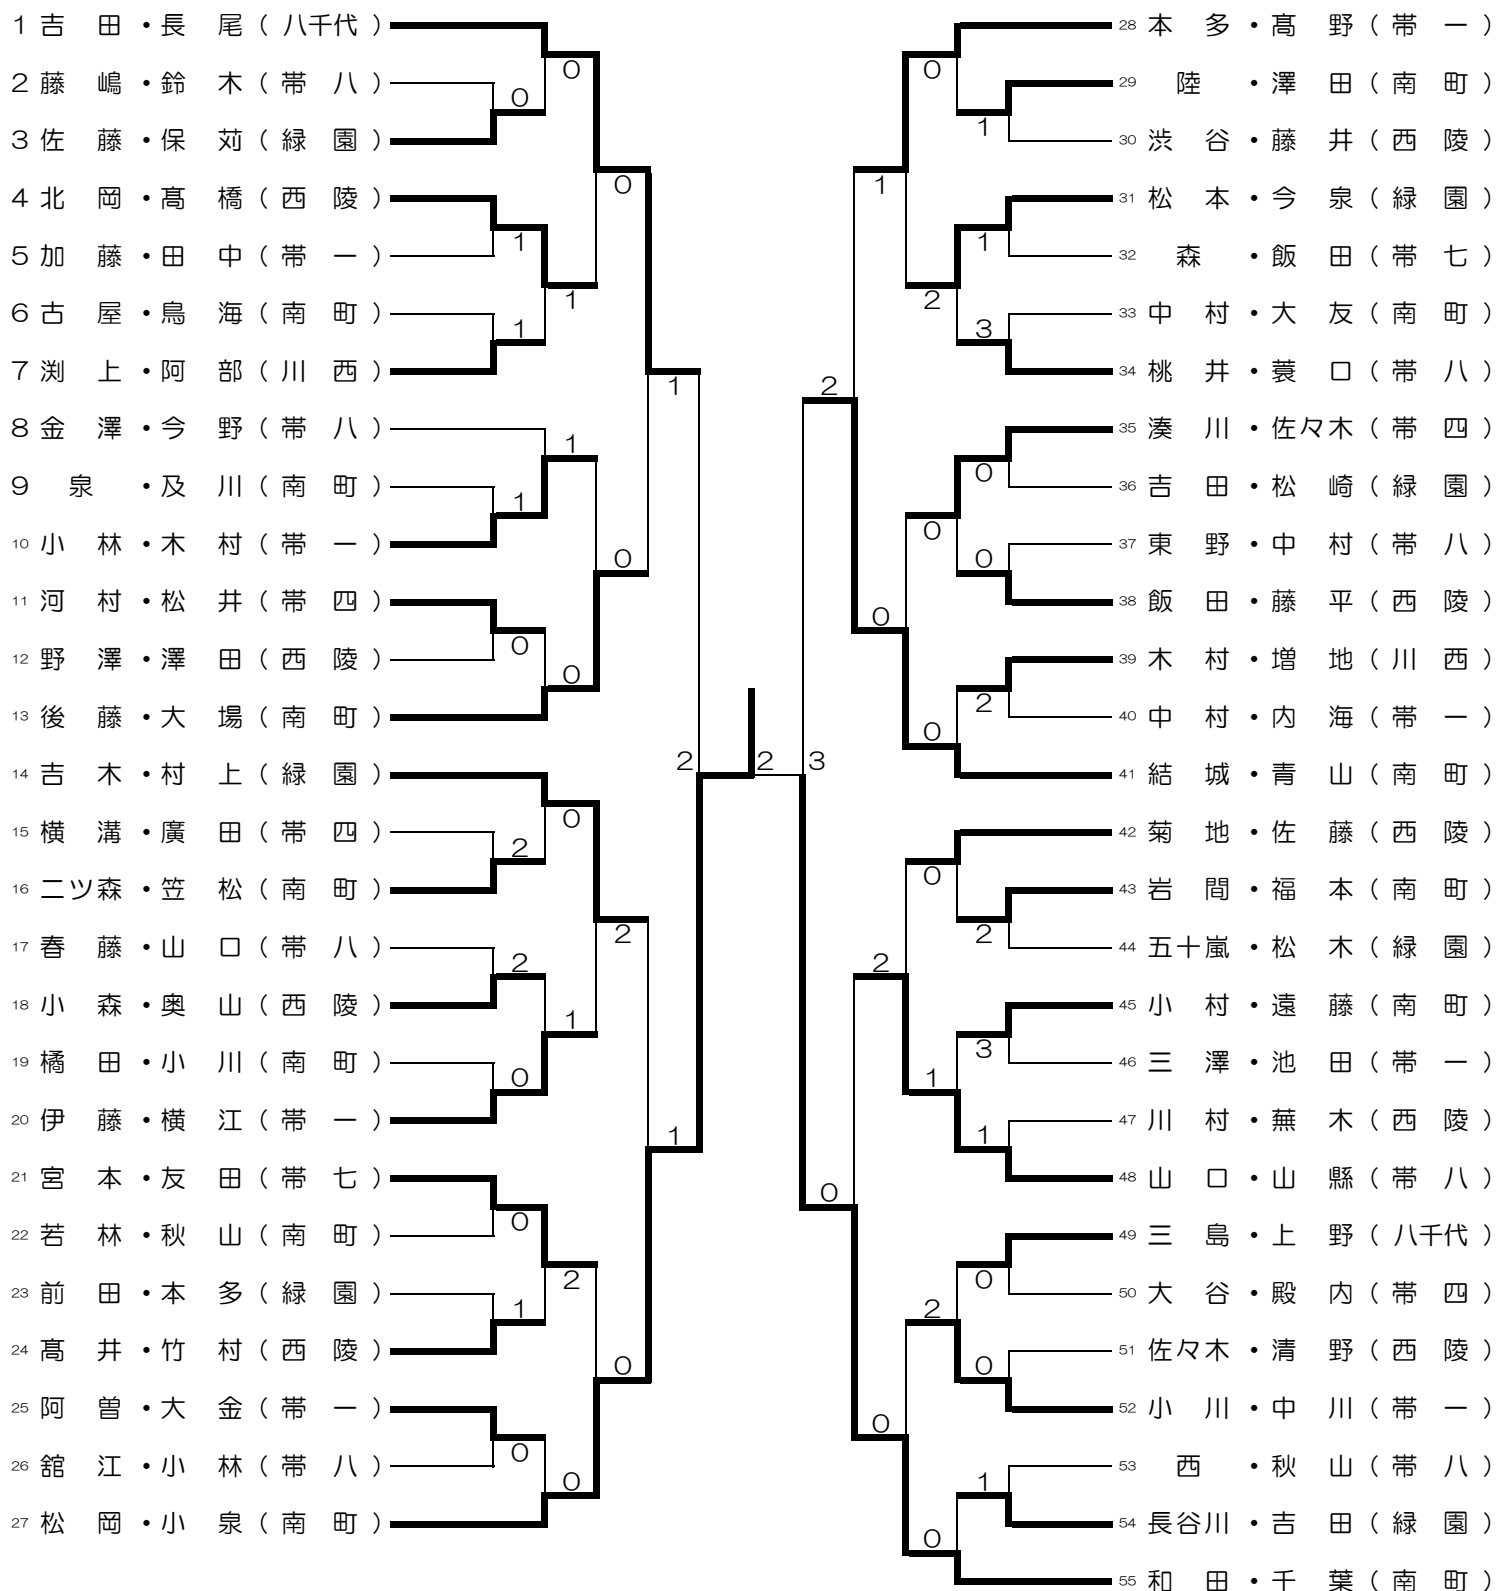 1 吉田・長尾（八千代）
2 藤嶋・鈴木（帯八）
3 佐藤・保苅（緑園）
4 北岡・髙橋（西陵）
5 加藤・田中（帯一）
6 古屋・鳥海（南町）
7 渕上・阿部（川西）
8 金澤・今野（帯八）
9 泉・及川（南町）
10 小林・木村（帯一）
11 河村・松井（帯四）
12 野澤・澤田（西陵）
13 後藤・大場（南町）
14 吉木・村上（緑園）
15 横溝・廣田（帯四）
16 二ツ森・笠松（南町）
17 春藤・山口（帯八）
18 小森・奥山（西陵）
19 橘田・小川（南町）
20 伊藤・横江（帯一）
21 宮本・友田（帯七）
22 若林・秋山（南町）
23 前田・本多（緑園）
24 髙井・竹村（西陵）
25 阿曽・大金（帯一）
26 舘江・小林（帯八）
27 松岡・小泉（南町）
0
0
0
1
1
1
1
1
1
0
0
0
0
2
2
2
1
0
2
1
0
2
1
0
0
0
1
2
2
3
28 本多・髙野（帯一）
29 陸・澤田（南町）
30 渋谷・藤井（西陵）
31 松本・今泉（緑園）
32 森・飯田（帯七）
33 中村・大友（南町）
34 桃井・蓑口（帯八）
35 湊川・佐々木（帯四）
36 吉田・松崎（緑園）
37 東野・中村（帯八）
38 飯田・藤平（西陵）
39 木村・増地（川西）
40 中村・内海（帯一）
41 結城・青山（南町）
42 菊地・佐藤（西陵）
43 岩間・福本（南町）
44 五十嵐・松木（緑園）
45 小村・遠藤（南町）
46 三澤・池田（帯一）
47 川村・蕪木（西陵）
48 山口・山縣（帯八）
49 三島・上野（八千代）
50 大谷・殿内（帯四）
51 佐々木・清野（西陵）
52 小川・中川（帯一）
53 西・秋山（帯八）
54 長谷川・吉田（緑園）
55 和田・千葉（南町）
0
1
1
1
2
3
2
0
0
0
0
2
0
0
2
2
3
1
1
0
0
2
0
0
1
0